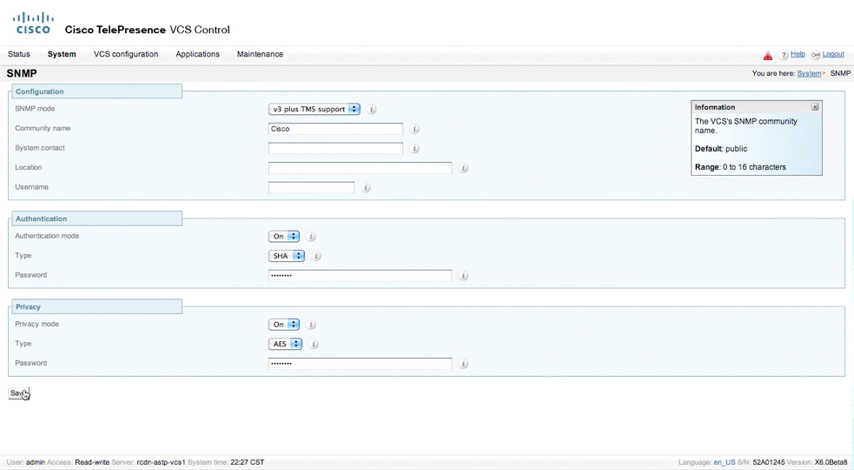 CISCO
Cisco TelePresence VCS Control
Status System VCS configuration Applications Maintenance Help Logout
SNMP You are here: System SNMP
Configuration
SNMP mode v3 plus TMS support
Community name Cisco
System contact
Location
Username
Information
The VCS's SNMP community
name.
Default: public
Range: 0 to 16 characters
Authentication
Authentication mode On
Type SHA
Password ••••••••
Privacy
Privacy mode On
Type AES
Password ••••••••
Save
User: admin Access: Read-write Server: rcdn-astp-vcs1 System time: 22:27 CST Language: en_US S/N: 52A01245 Version: X6.0Beta8